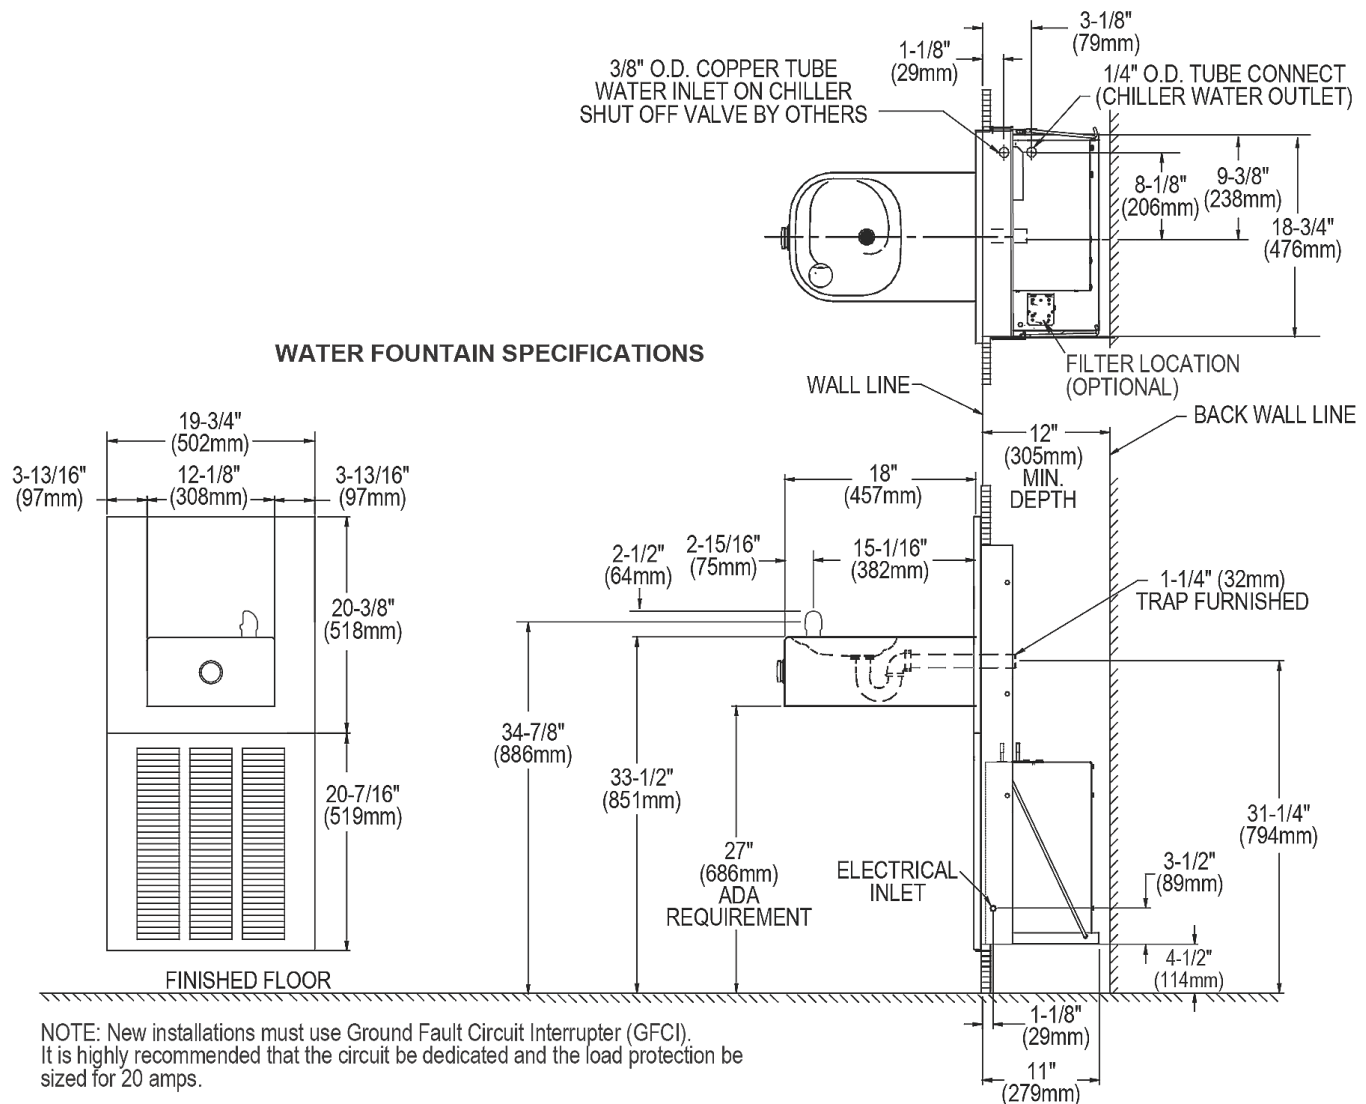 3-1/8"
(79mm)
1-1/8"
(29mm)
3/8" O.D. COPPER TUBE
WATER INLET ON CHILLER
SHUT OFF VALVE BY OTHERS
1/4" O.D. TUBE CONNECT
(CHILLER WATER OUTLET)
8-1/8"
(206mm)
9-3/8"
(238mm)
18-3/4"
(476mm)
WATER FOUNTAIN SPECIFICATIONS
FILTER LOCATION
(OPTIONAL)
WALL LINE
BACK WALL LINE
12"
(305mm)
MIN.
DEPTH
19-3/4"
(502mm)
3-13/16"
(97mm)
12-1/8"
(308mm)
3-13/16"
(97mm)
18"
(457mm)
2-1/2"
(64mm)
2-15/16"
(75mm)
15-1/16"
(382mm)
1-1/4" (32mm)
TRAP FURNISHED
20-3/8"
(518mm)
34-7/8"
(886mm)
33-1/2"
(851mm)
20-7/16"
(519mm)
27"
(686mm)
ADA
REQUIREMENT
ELECTRICAL
INLET
31-1/4"
(794mm)
3-1/2"
(89mm)
4-1/2"
(114mm)
FINISHED FLOOR
1-1/8"
(29mm)
11"
(279mm)
NOTE: New installations must use Ground Fault Circuit Interrupter (GFCI).
It is highly recommended that the circuit be dedicated and the load protection be
sized for 20 amps.